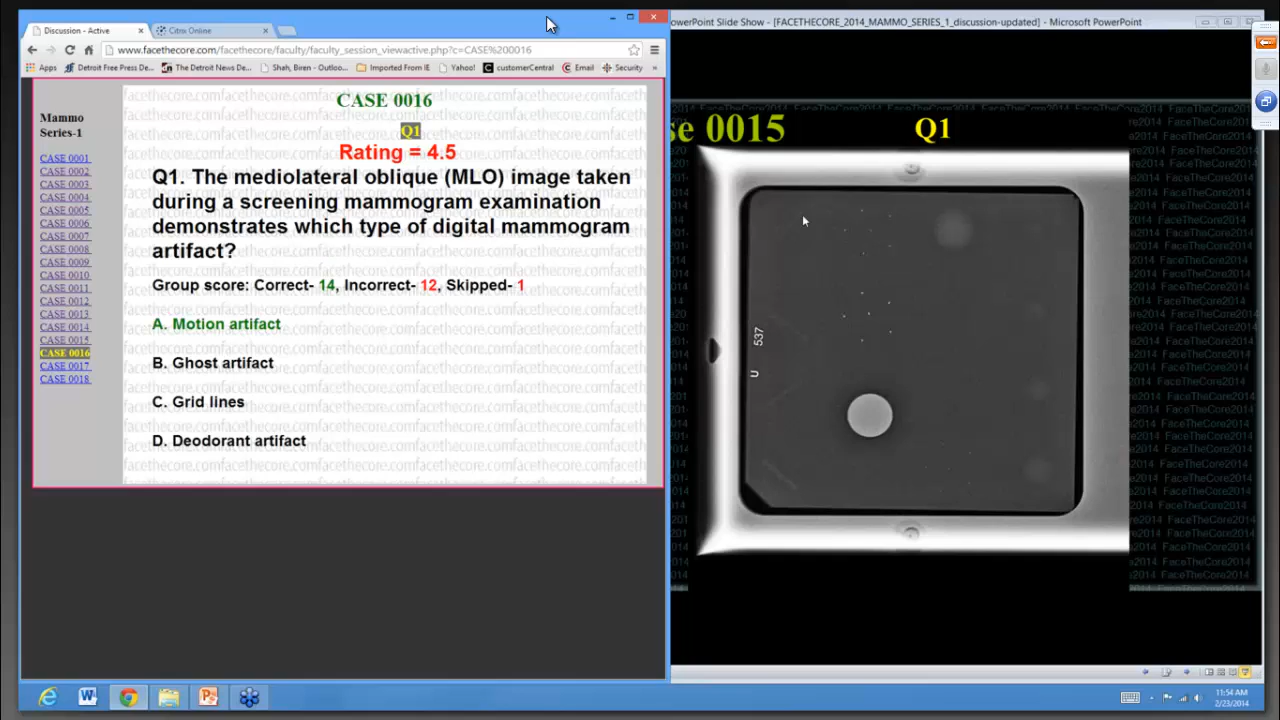 Discussion - Active
Citrix Online
www.facethecore.com/facethecore/faculty/faculty_session_viewactive.php?c=CASE%200016
Apps
Detroit Free Press De...
The Detroit News De...
Shah, Biren - Outloo...
Imported From IE
Yahoo!
customerCentral
Email
Security
»
Mammo
Series-1
CASE 0001
CASE 0002
CASE 0003
CASE 0004
CASE 0005
CASE 0006
CASE 0007
CASE 0008
CASE 0009
CASE 0010
CASE 0011
CASE 0012
CASE 0013
CASE 0014
CASE 0015
CASE 0016
CASE 0017
CASE 0018
CASE 0016
Q1
Rating = 4.5
Q1. The mediolateral oblique (MLO) image taken
during a screening mammogram examination
demonstrates which type of digital mammogram
artifact?
Group score: Correct- 14, Incorrect- 12, Skipped- 1
A. Motion artifact
B. Ghost artifact
C. Grid lines
D. Deodorant artifact
PowerPoint Slide Show - [FACETHECORE_2014_MAMMO_SERIES_1_discussion-updated] - Microsoft PowerPoint
se 0015
Q1
537
U
11:54 AM
2/23/2014